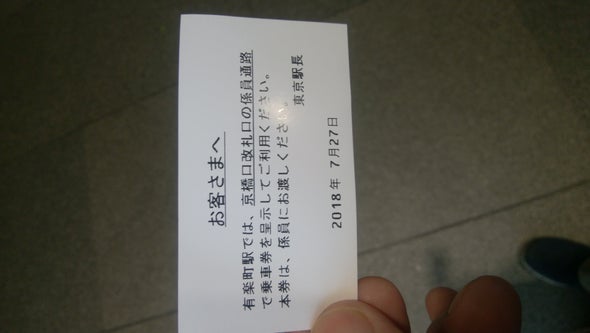 お客さまへ
有楽町駅では、京橋口改札口の係員通路
で乗車券を呈示してご利用ください。
本券は、係員にお渡しください。
東京駅長
2018年 7月27日